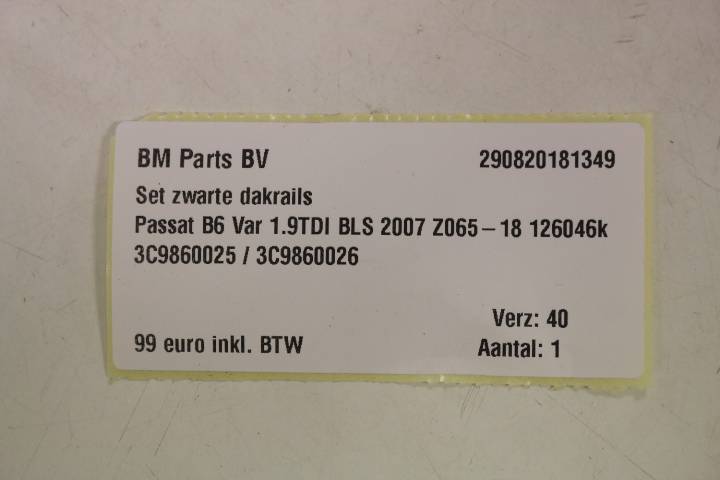 BM Parts BV 290820181349
Set zwarte dakrails
Passat B6 Var 1.9TDI BLS 2007 Z065-18 126046k
3C9860025 / 3C9860026
Verz: 40
99 euro inkl. BTW Aantal: 1